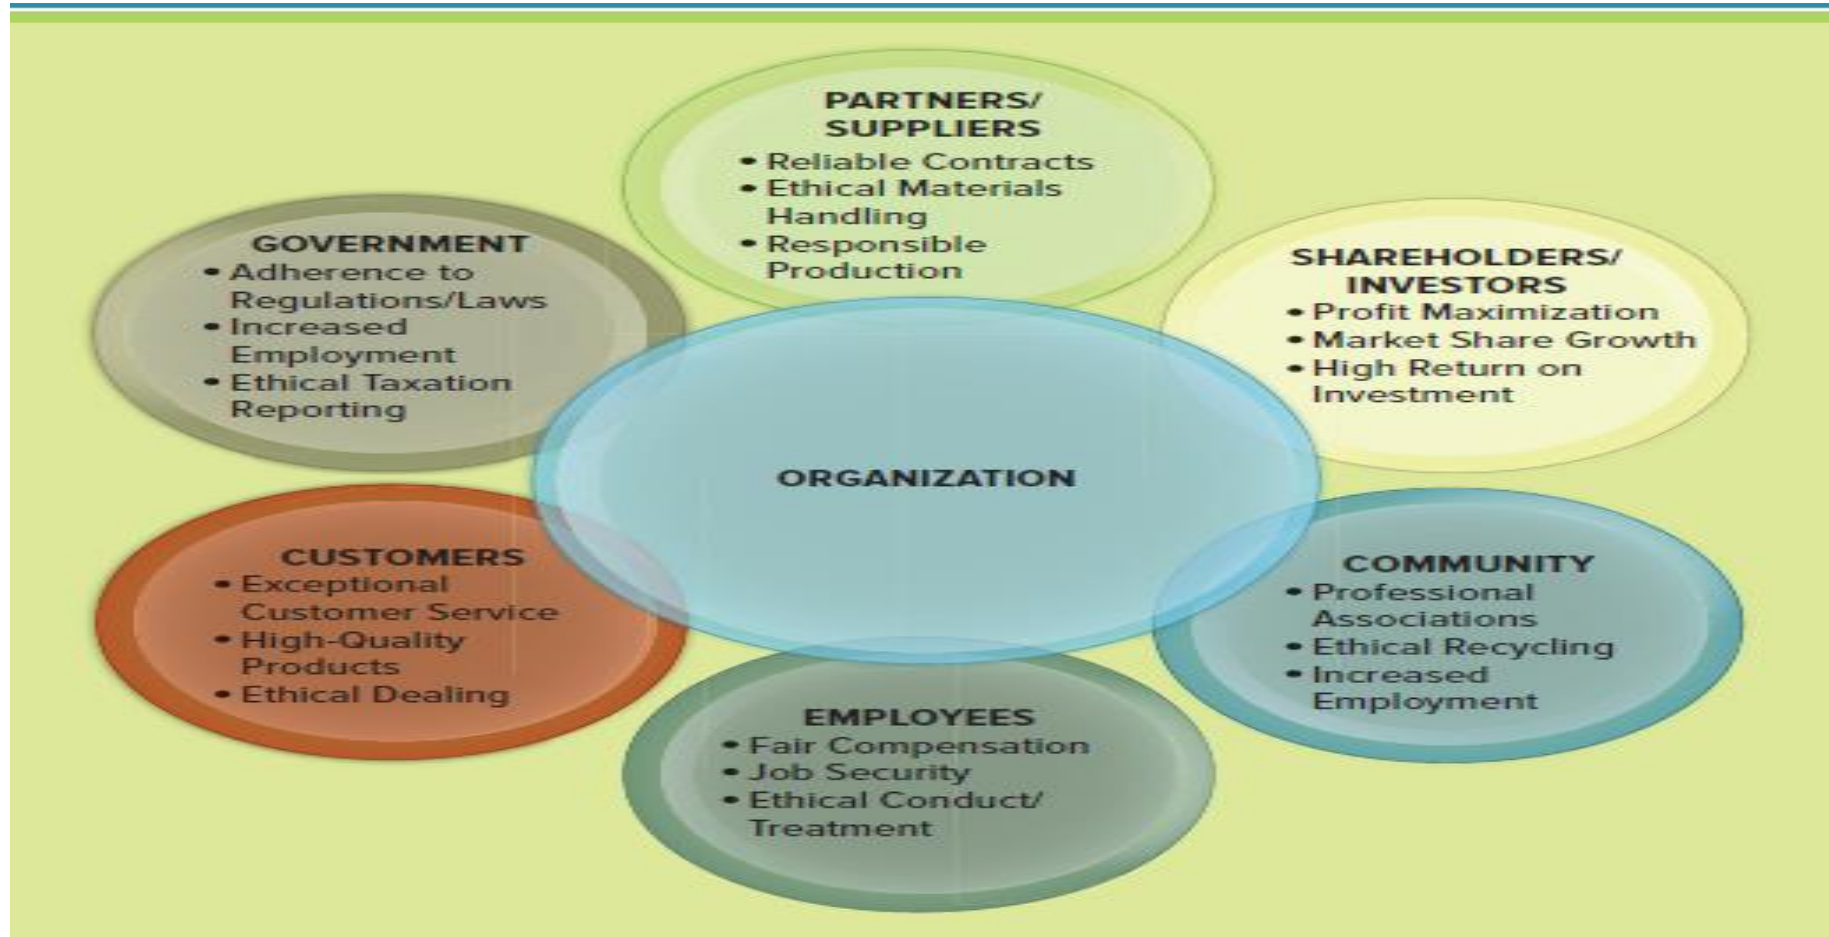 PARTNERS/
SUPPLIERS
• Reliable Contracts
• Ethical Materials
Handling
• Responsible
Production
GOVERNMENT
• Adherence to
Regulations/Laws
• Increased
Employment
• Ethical Taxation
Reporting
SHAREHOLDERS/
INVESTORS
• Profit Maximization
• Market Share Growth
• High Return on
Investment
ORGANIZATION
CUSTOMERS
• Exceptional
Customer Service
• High-Quality
Products
• Ethical Dealing
COMMUNITY
• Professional
Associations
• Ethical Recycling
• Increased
Employment
EMPLOYEES
• Fair Compensation
• Job Security
• Ethical Conduct/
Treatment